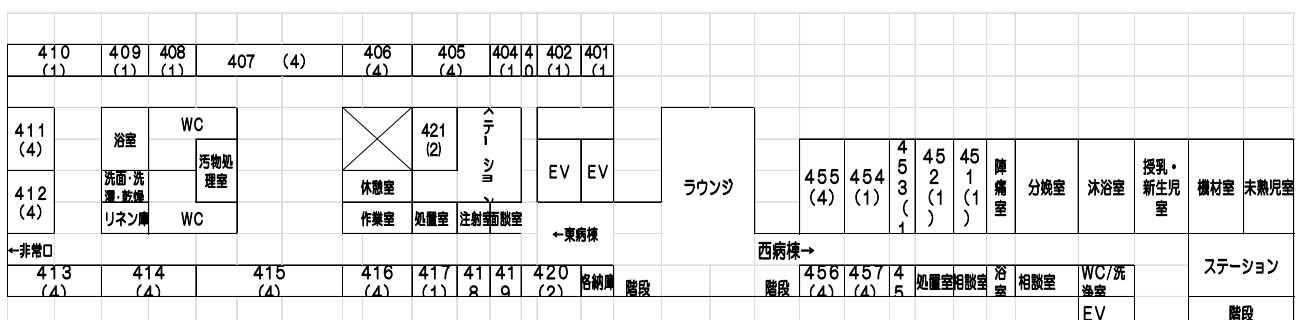 410 409 408 407 (4) 406 405 404 4 402 401
(1) (1) (1) (4) (4) (1 0 (1) (1
411
(4)
浴室
WC
汚物処
理室
421
(2)
ステーション
EV EV
412
(4)
洗面・洗
濯・乾燥
休憩室
リネン庫 WC 作業室 処置室 注射室 面談室
←東病棟
←非常口
ラウンジ
455
(4)
454
(1)
453(1
452(1)
451(1)
陣痛室
分娩室
沐浴室
授乳・
新生児
室
機材室
未熟児室
西病棟→
413 414 415 416 417 41 41 420 格納庫
(4) (4) (4) (4) (1) 8 9 (2)
階段 階段
456 457 4 処置室 相談室 浴室 相談室 WC/洗
(4) (4) 5 浄室
ステーション
EV 階段